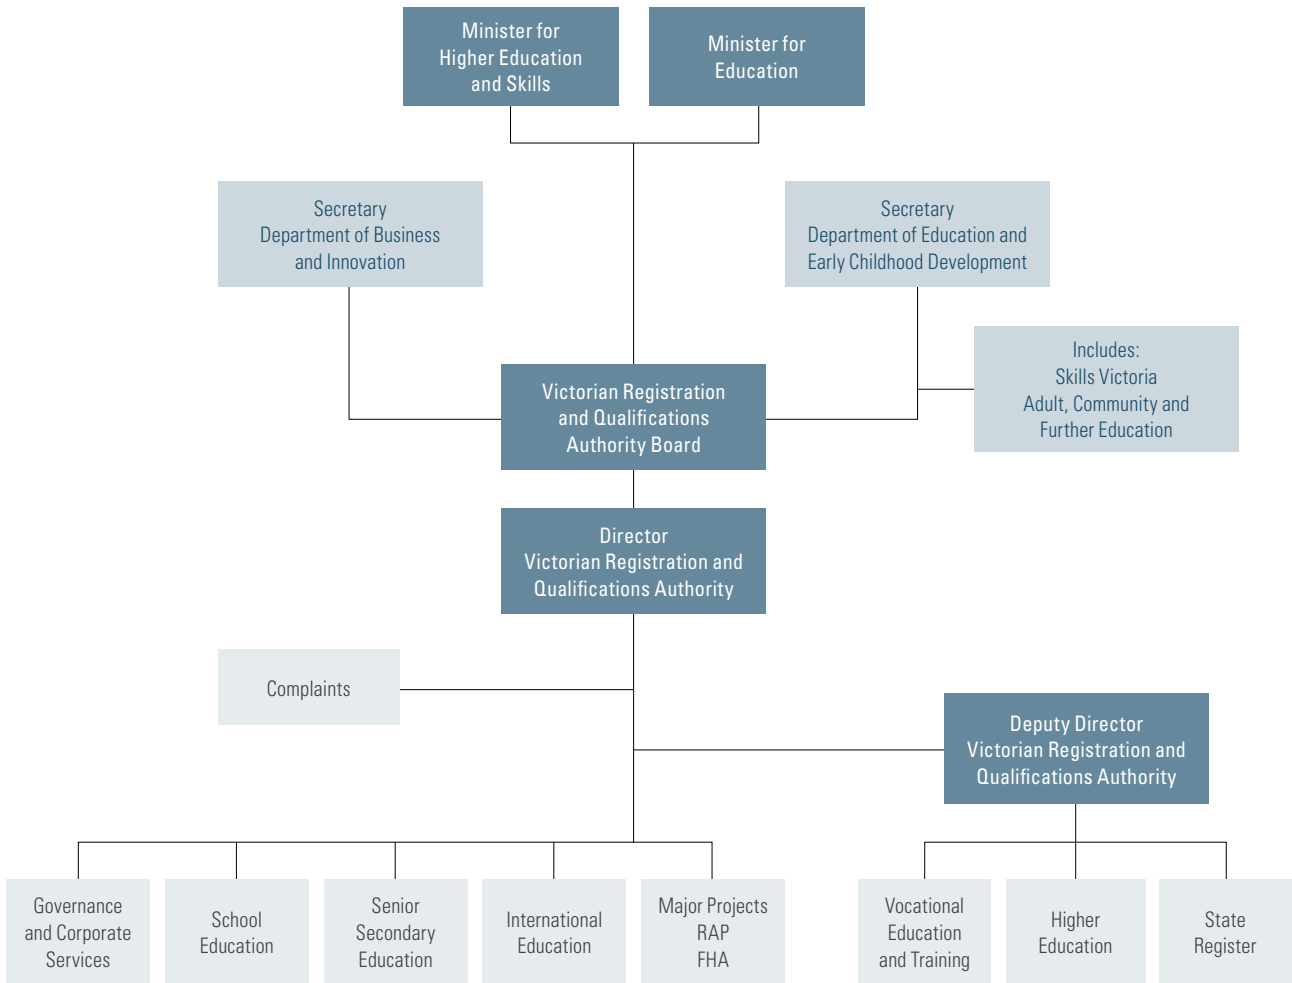 Minister for
Higher Education
and Skills
Minister for
Education
Secretary
Department of Business
and Innovation
Secretary
Department of Education and
Early Childhood Development
Includes:
Skills Victoria
Adult, Community and
Further Education
Victorian Registration
and Qualifications
Authority Board
Director
Victorian Registration and
Qualifications Authority
Complaints
Deputy Director
Victorian Registration and
Qualifications Authority
Governance
and Corporate
Services
School
Education
Senior
Secondary
Education
International
Education
Major Projects
RAP
FHA
Vocational
Education
and Training
Higher
Education
State
Register